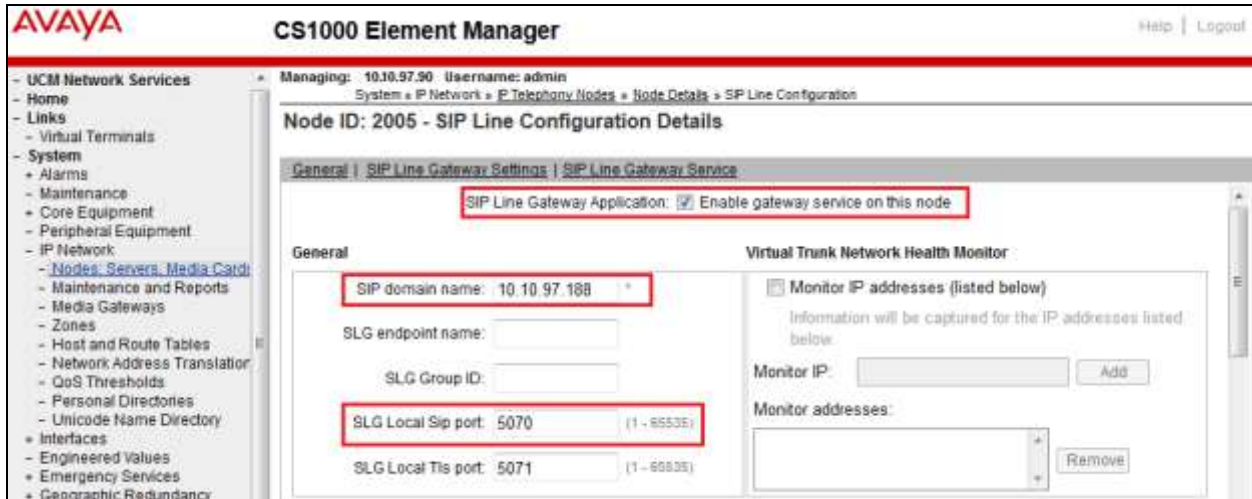 AVAYA
CS1000 Element Manager
Help | Logout
- UCM Network Services
- Home
- Links
- Virtual Terminals
- System
+ Alarms
- Maintenance
+ Core Equipment
- Peripheral Equipment
- IP Network
- Nodes: Servers, Media Cards
- Maintenance and Reports
- Media Gateways
- Zones
- Host and Route Tables
- Network Address Translation
- QoS Thresholds
- Personal Directories
- Unicode Name Directory
+ Interfaces
- Engineered Values
+ Emergency Services
+ Geographic Redundancy
Managing: 10.10.97.90 Username: admin
System » IP Network » IP Telephony Nodes » Node Details » SIP Line Configuration
Node ID: 2005 - SIP Line Configuration Details
General | SIP Line Gateway Settings | SIP Line Gateway Service
SIP Line Gateway Application: Enable gateway service on this node
General
SIP domain name: 10.10.97.188 *
SLG endpoint name:
SLG Group ID:
SLG Local Sip port: 5070 (1 - 65535)
SLG Local Tls port: 5071 (1 - 65535)
Virtual Trunk Network Health Monitor
Monitor IP addresses (listed below)
Information will be captured for the IP addresses listed
below.
Monitor IP: Add
Monitor addresses:
Remove